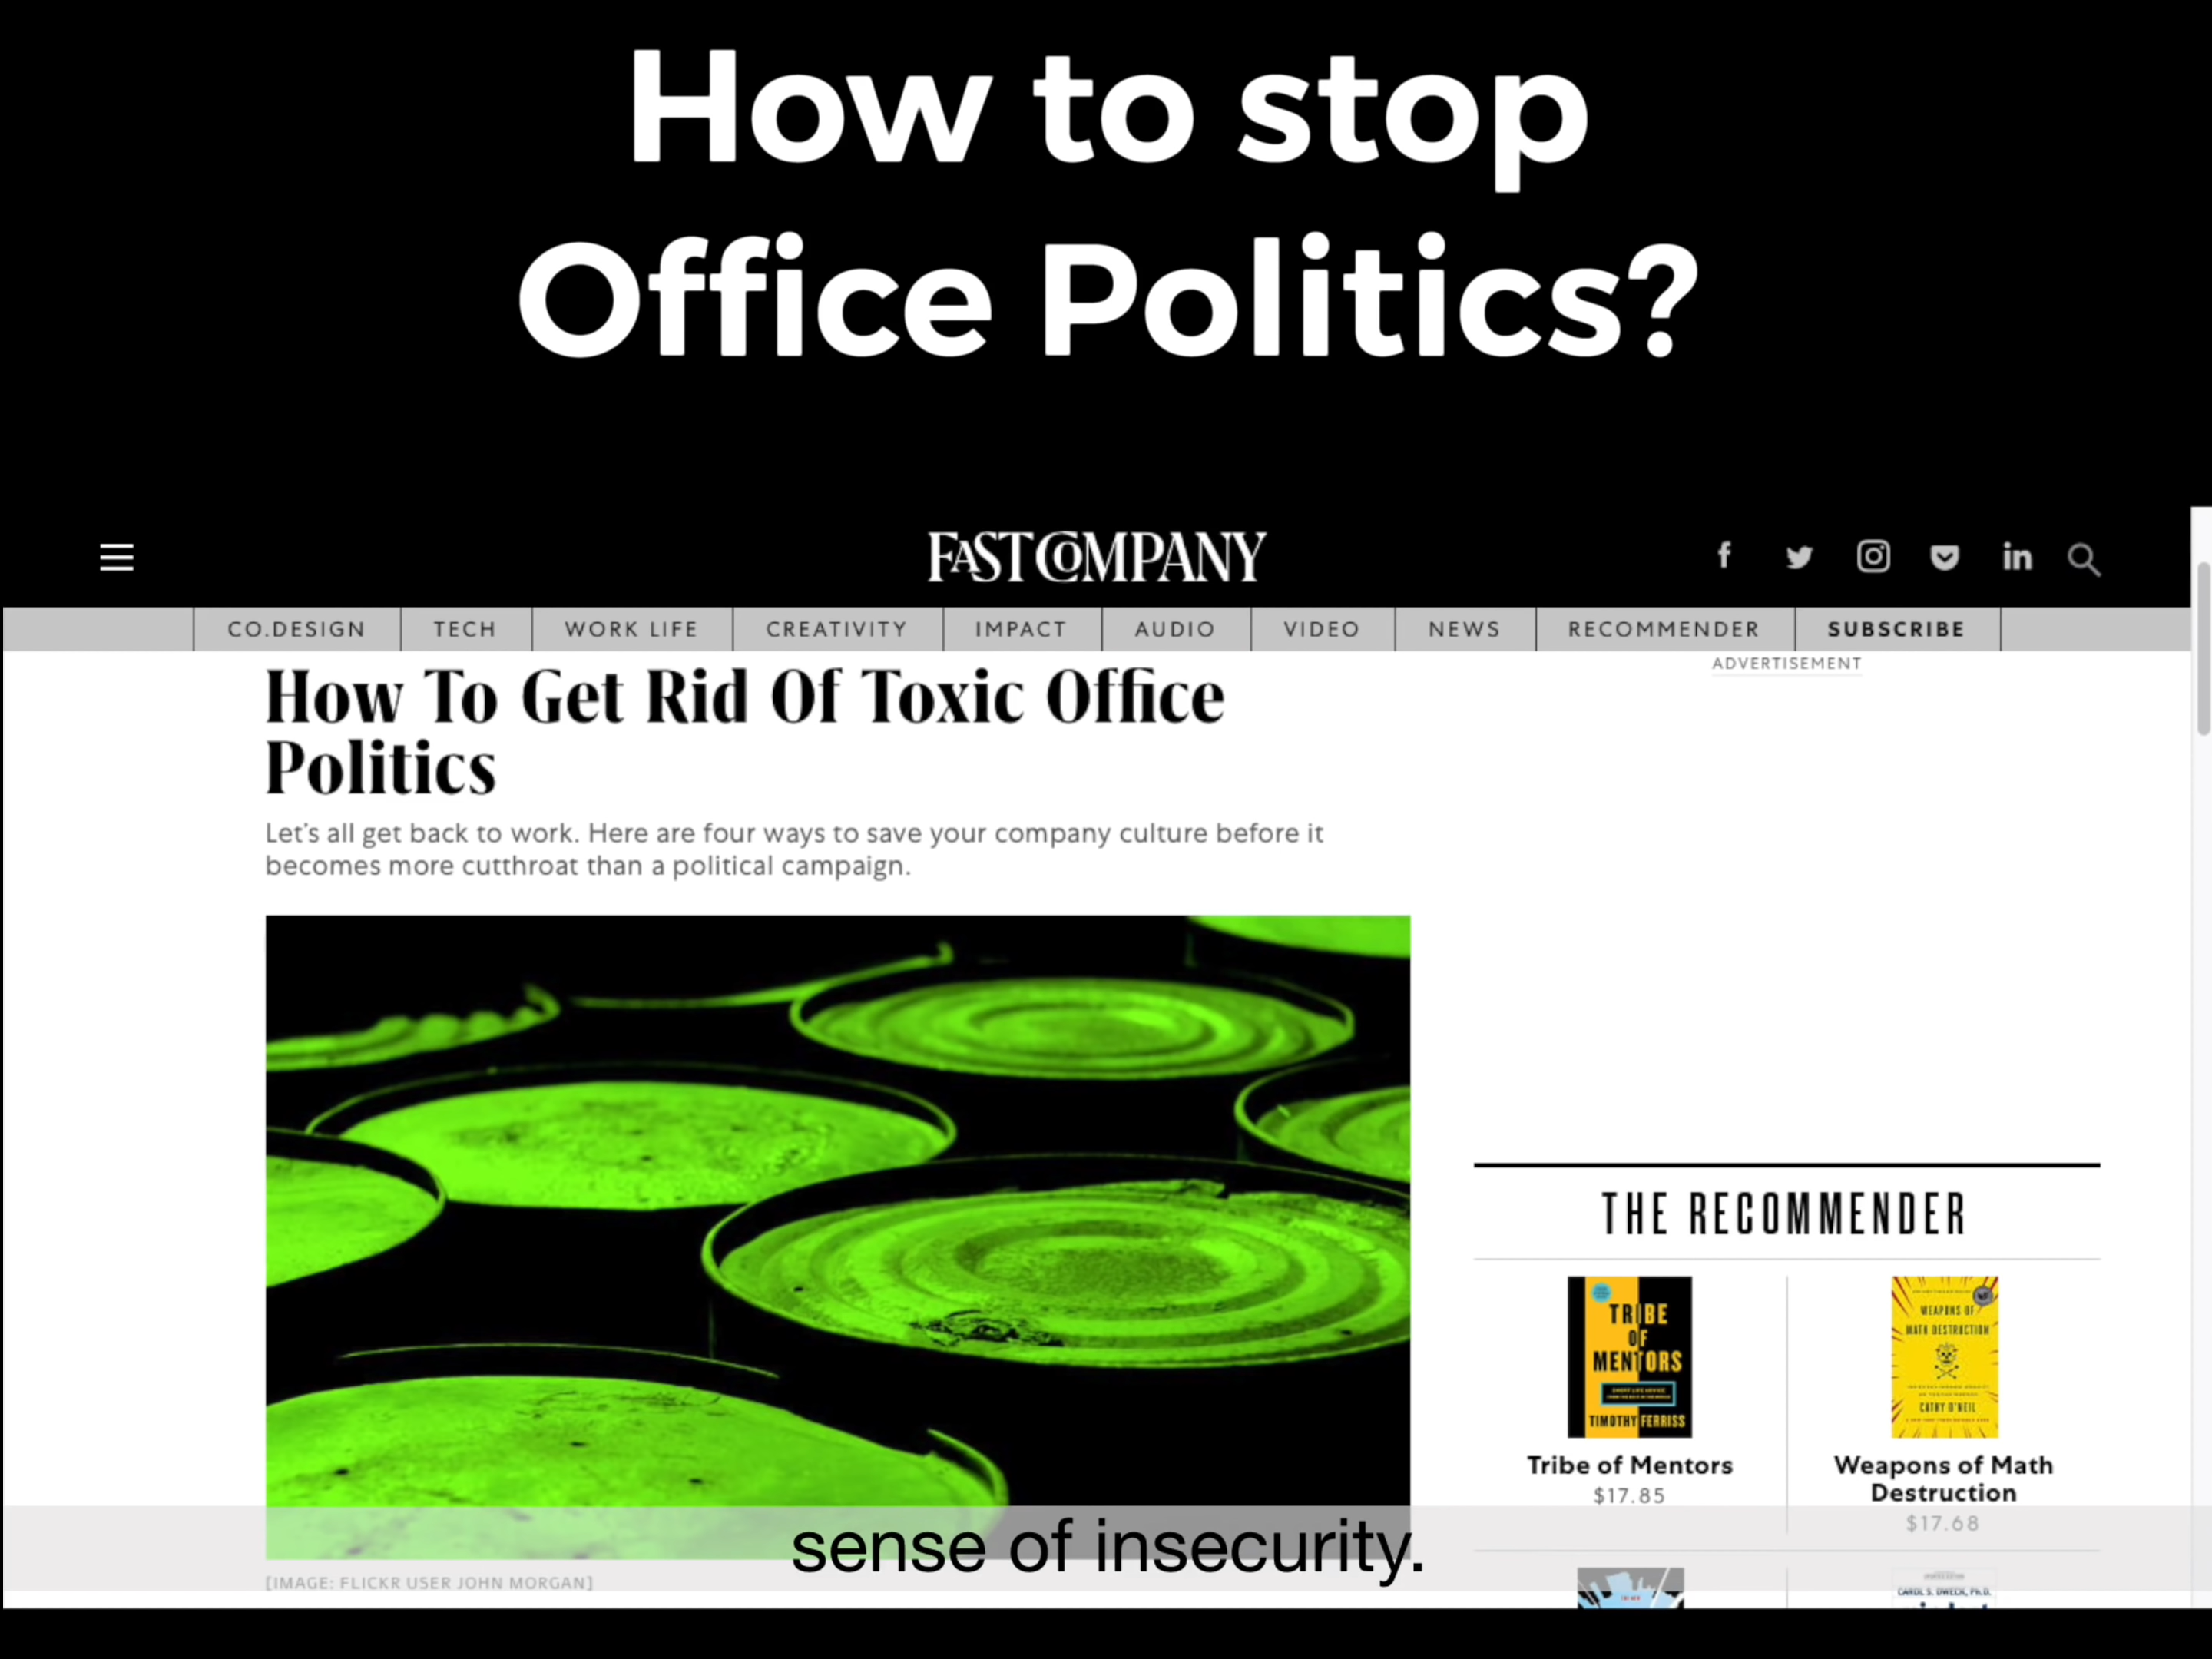 How to stop
Office Politics?
FAST COMPANY
CO.DESIGN TECH WORK LIFE CREATIVITY IMPACT AUDIO VIDEO NEWS RECOMMENDER SUBSCRIBE
ADVERTISEMENT
How To Get Rid Of Toxic Office
Politics
Let's all get back to work. Here are four ways to save your company culture before it
becomes more cutthroat than a political campaign.
THE RECOMMENDER
TRIBE
OF
MENTORS
TIMOTHY FERRISS
WEAPONS OF
MATH DESTRUCTION
CATHY O'NEIL
Tribe of Mentors
$17.85
Weapons of Math
Destruction
$17.68
sense of insecurity.
[IMAGE: FLICKR USER JOHN MORGAN]
CAROL S. DWECK, Ph.D.